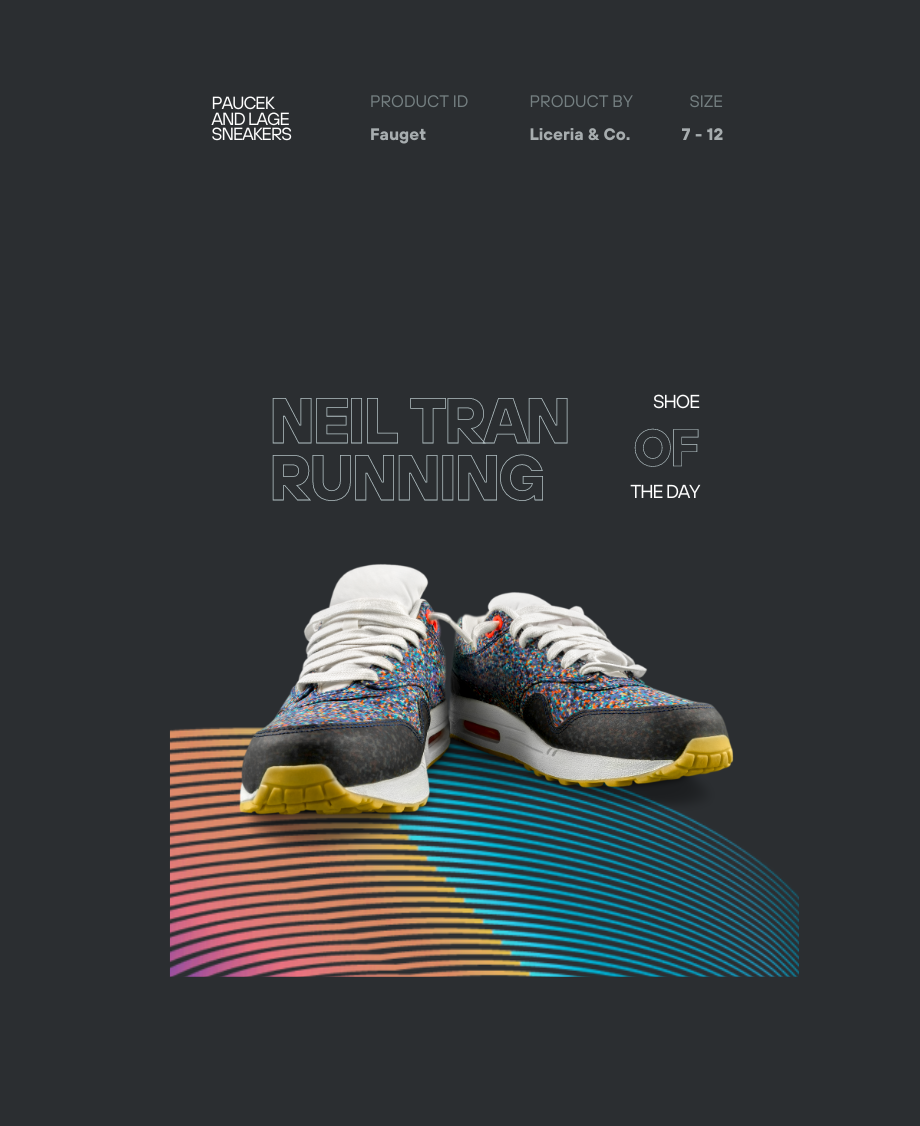 PAUCEK
AND LAGE
SNEAKERS
PRODUCT ID
Fauget
PRODUCT BY
Liceria & Co.
SIZE
7 - 12
NEIL TRAN
RUNNING
SHOE
OF
THE DAY